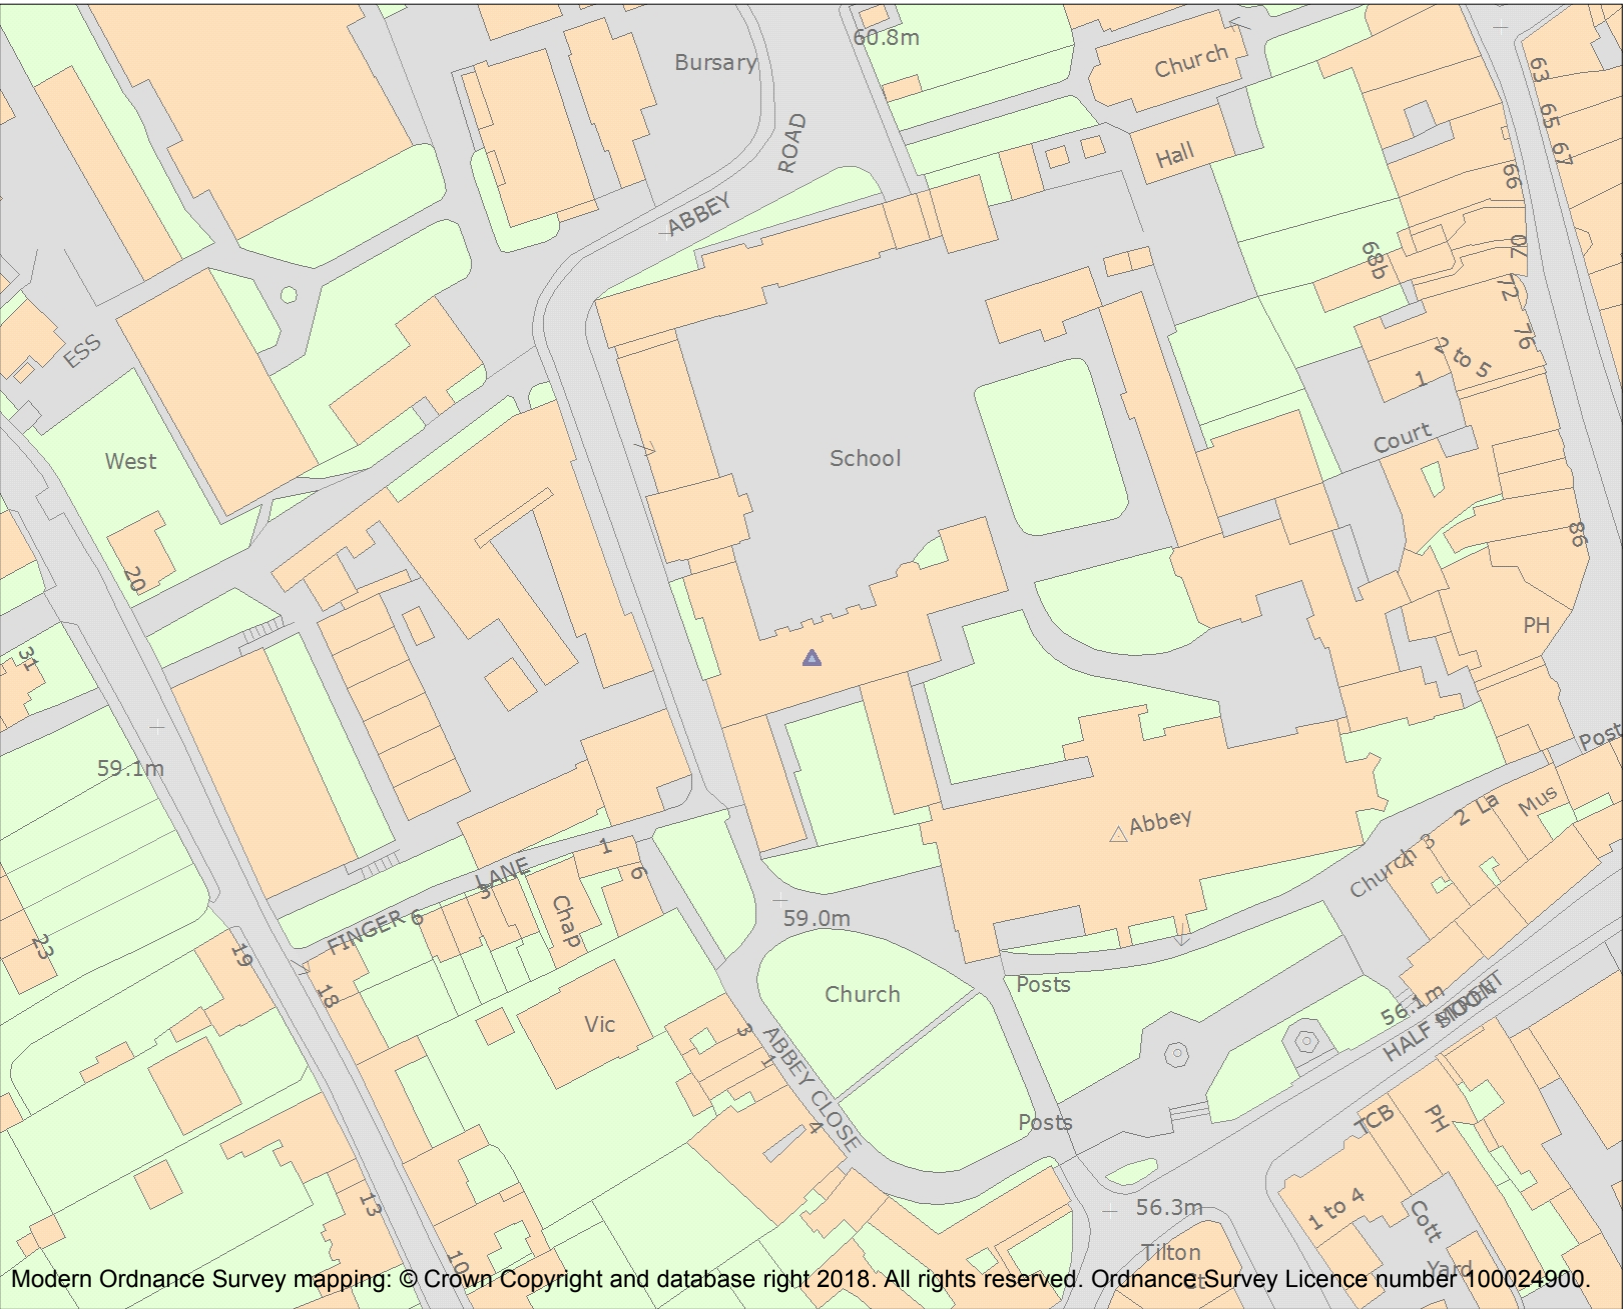 60.8m
Bursary
Church
63
65
67
ROAD
Hall
66
ABBEY
70
68b
72
76
ESS
2 to 5
1
Court
West
School
86
20
PH
31
Post
59.1m
Mus
2 La
Abbey
3
4
Church
1
6
LANE
5
FINGER 6
Chap
59.0m
23
19
Posts
18
Church
56.1m
HALF MOON
STREET
Vic
3
1
ABBEY CLOSE
4
Posts
TCB
PH
13
56.3m
1 to 4
Cott
Tilton
Ct
10
Yard
Modern Ordnance Survey mapping: © Crown Copyright and database right 2018. All rights reserved. Ordnance Survey Licence number 100024900.